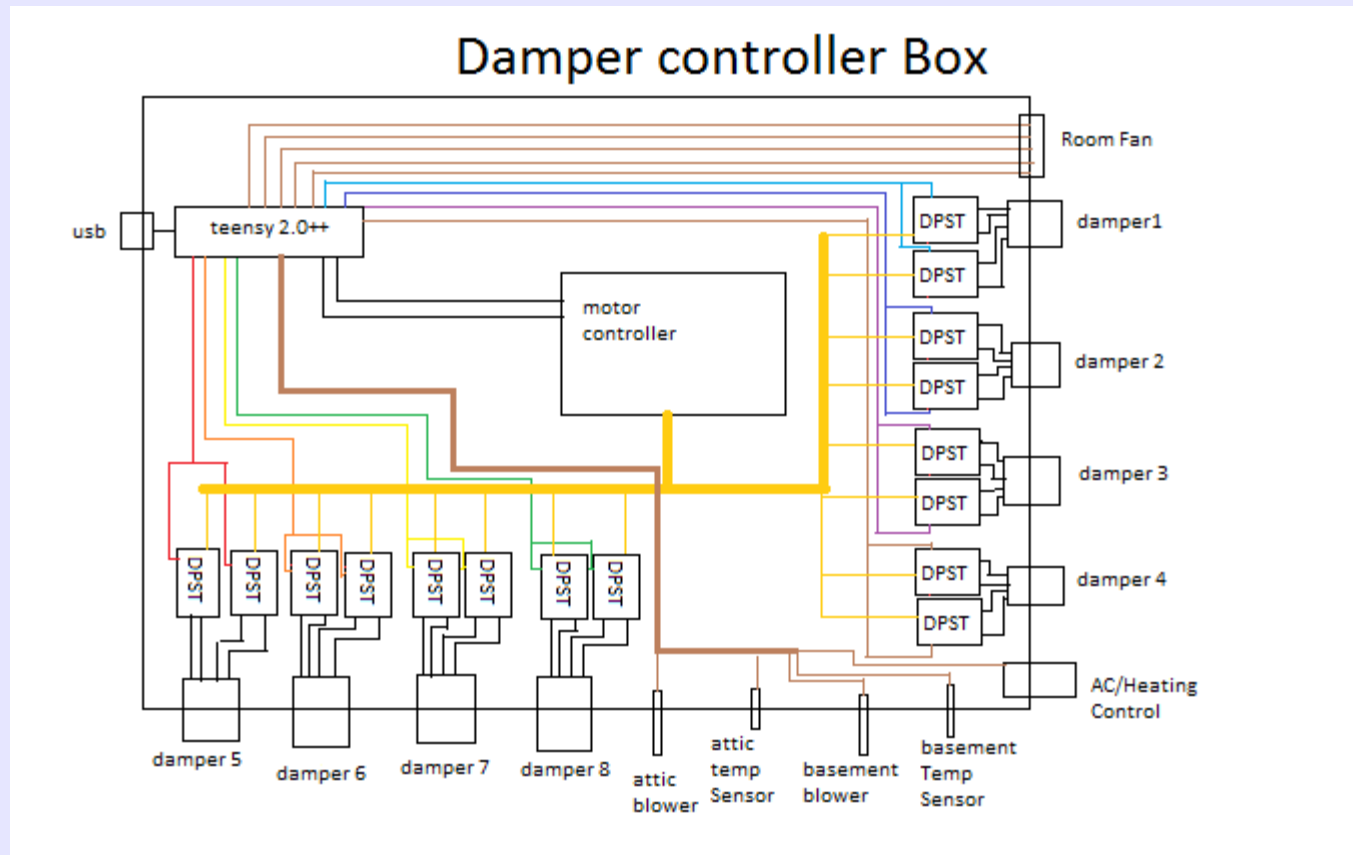 Damper controller Box
Room Fan
teensy 2.0++
usb
DPST
damper1
DPST
motor
controller
DPST
damper 2
DPST
DPST
damper 3
DPST
DPST
damper 4
DPST
DPST
DPST
DPST
DPST
DPST
DPST
DPST
DPST
AC/Heating
Control
damper 5
damper 6
damper 7
damper 8
attic
blower
attic
temp
Sensor
basement
blower
basement
Temp
Sensor